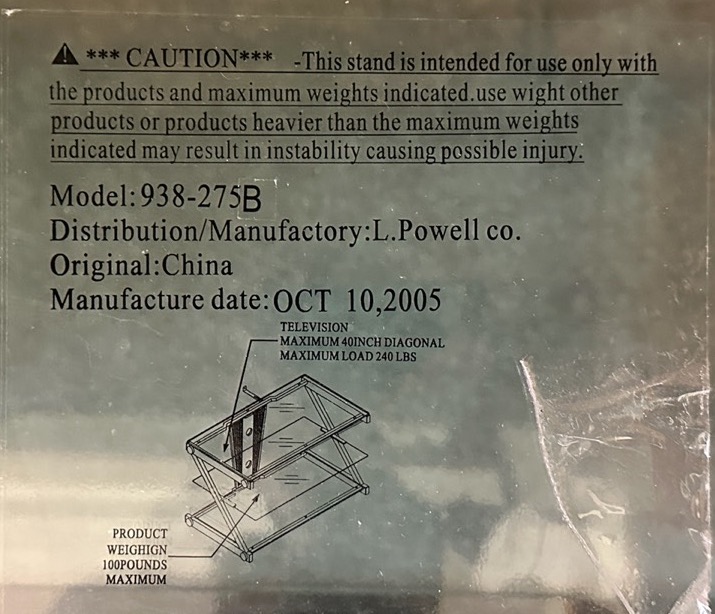 *** CAUTION*** -This stand is intended for use only with
the products and maximum weights indicated.use wight other
products or products heavier than the maximum weights
indicated may result in instability causing possible injury:
Model:938-275B
Distribution/Manufactory:L.Powell co.
Original:China
Manufacture date:OCT 10,2005
TELEVISION
MAXIMUM 40INCH DIAGONAL
MAXIMUM LOAD 240 LBS
PRODUCT
WEIGHIGN
100POUNDS
MAXIMUM